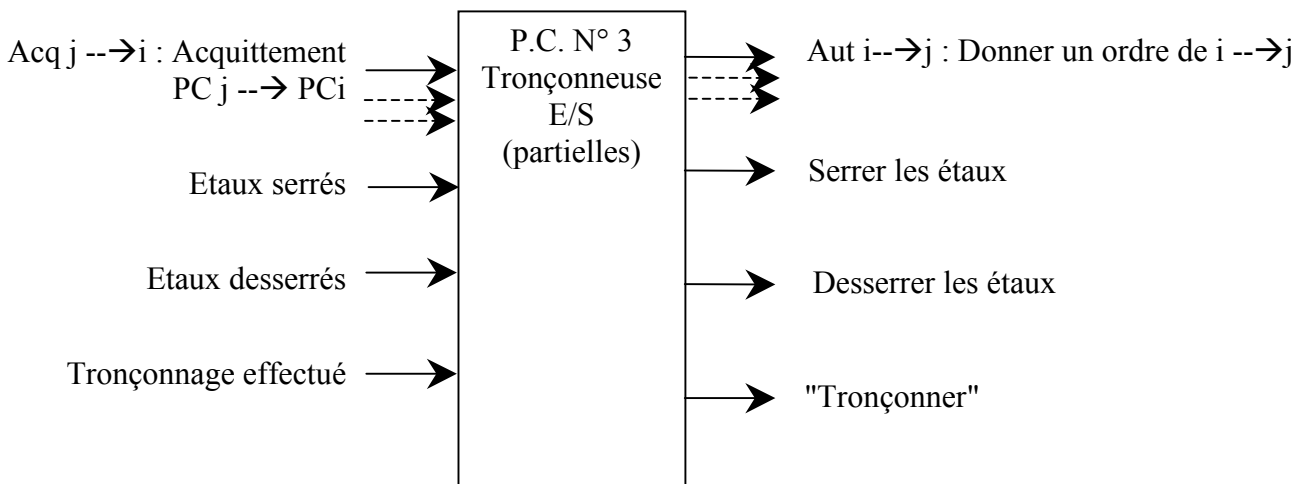 Acq j --→i : Acquittement
PC j --→ PCi
Etaux serrés
Etaux desserrés
Tronçonnage effectué
P.C. N° 3
Tronçonneuse
E/S
(partielles)
Aut i--→j : Donner un ordre de i --→j
Serrer les étaux
Desserrer les étaux
"Tronçonner"